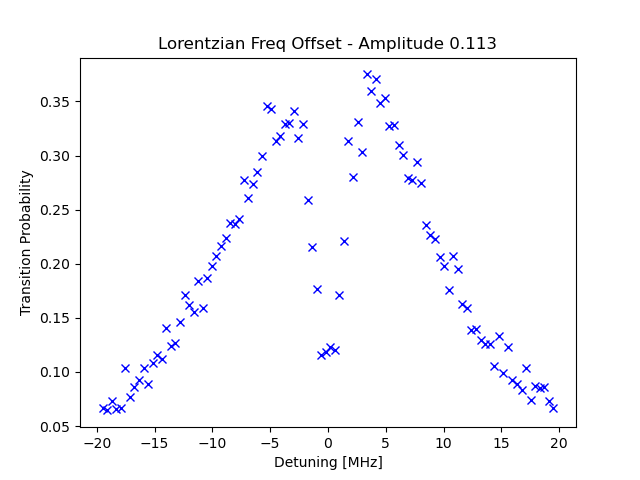 Lorentzian Freq Offset - Amplitude 0.113
Transition Probability
0.35
0.30
0.25
0.20
0.15
0.10
0.05
−20 −15 −10 −5 0 5 10 15 20
Detuning [MHz]